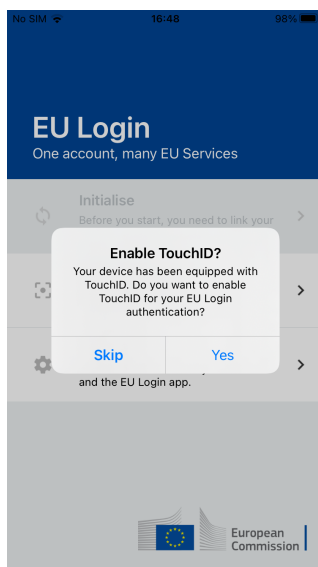 No SIM 16:48 98%
EU Login
One account, many EU Services
Initialise
Before you start, you need to link your
Enable TouchID?
Your device has been equipped with
TouchID. Do you want to enable
TouchID for your EU Login
authentication?
Skip Yes
and the EU Login app.
European
Commission